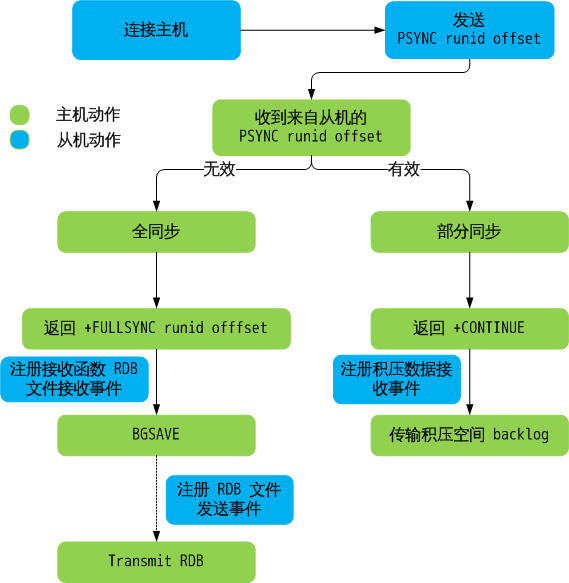 连接主机
发送
PSYNC runid offset
主机动作
从机动作
收到来自从机的
PSYNC runid offset
无效
有效
全同步
部分同步
返回 +FULLSYNC runid offfset
返回 +CONTINUE
注册接收函数 RDB
文件接收事件
注册积压数据接
收事件
BGSAVE
传输积压空间 backlog
注册 RDB 文件
发送事件
Transmit RDB